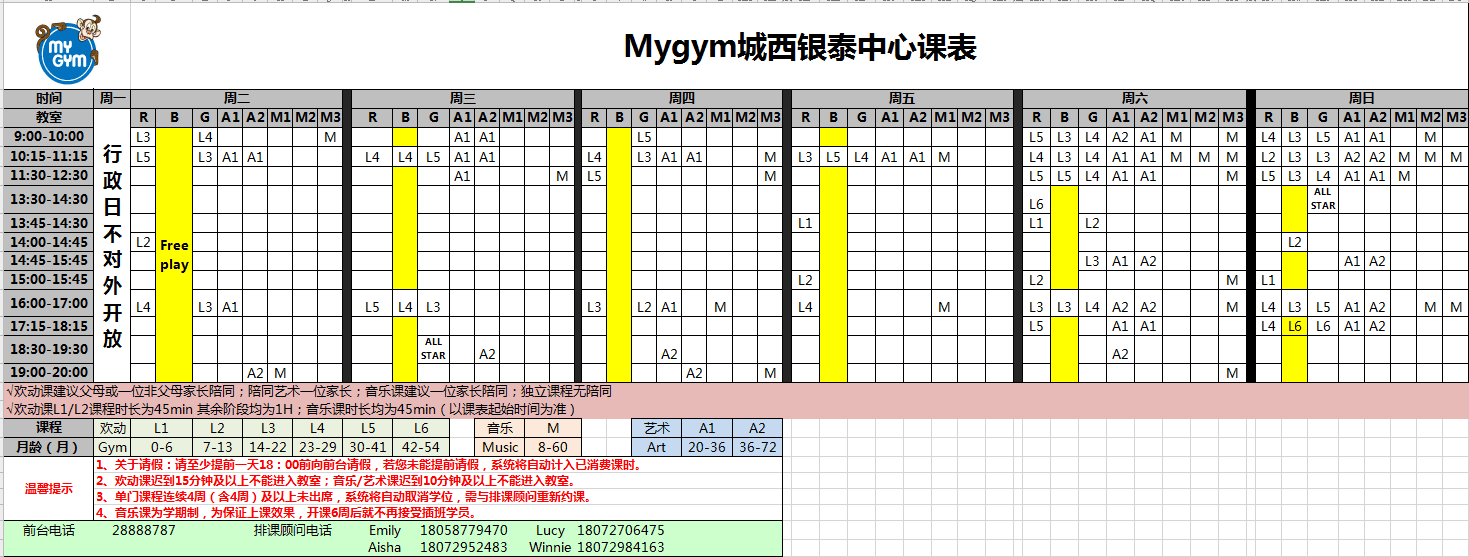 MY
GYM
Mygym城西银泰中心课表
时间 周一 周二 周三 周四 周五 周六 周日
教室 R B G A1 A2 M1 M2 M3 R B G A1 A2 M1 M2 M3 R B G A1 A2 M1 M2 M3 R B G A1 A2 M1 M2 M3 R B G A1 A2 M1 M2 M3 R B G A1 A2 M1 M2 M3
行政日不对外开放
Free
play
9:00-10:00 L3 L4 M A1 A1 L5 L5 L3 L4 A2 A1 M M L4 L3 L5 A1 A1 M
10:15-11:15 L5 L3 A1 A1 L4 L4 L5 A1 A1 L4 L3 A1 A1 M L3 L5 L4 A1 A1 M L4 L3 L4 A1 A1 M M M L2 L3 L3 A2 A2 M M M
11:30-12:30 A1 M L5 M L5 L5 L4 A1 A1 M L5 L3 L4 A1 A1 M
13:30-14:30 L6 ALL
STAR
13:45-14:30 L1 L1 L2
14:00-14:45 L2 L2
14:45-15:45 L3 A1 A2 A1 A2
15:00-15:45 L2 L2 M L1
16:00-17:00 L4 L3 A1 L5 L4 L3 L3 L2 A1 M L4 M L3 L3 L4 A2 A2 M L4 L3 L5 A1 A2 M M
17:15-18:15 L5 A1 A1 L4 L6 L6 A1 A2
18:30-19:30 ALL
STAR A2 A2 A2
19:00-20:00 A2 M A2 M M
√欢动课建议父母或一位非父母家长陪同；陪同艺术一位家长；音乐课建议一位家长陪同；独立课程无陪同
√欢动课L1/L2课程时长为45min 其余阶段均为1H；音乐课时长均为45min（以课表起始时间为准）
课程 欢动 L1 L2 L3 L4 L5 L6 音乐 M 艺术 A1 A2
月龄（月） Gym 0-6 7-13 14-22 23-29 30-41 42-54 Music 8-60 Art 20-36 36-72
温馨提示
1、关于请假：请至少提前一天18：00前向前台请假，若您未能提前请假，系统将自动计入已消费课时。
2、欢动课迟到15分钟及以上不能进入教室；音乐/艺术课迟到10分钟及以上不能进入教室。
3、单门课程连续4周（含4周）及以上未出席，系统将自动取消学位，需与排课顾问重新约课。
4、音乐课为学期制，为保证上课效果，开课6周后就不再接受插班学员。
前台电话 28888787 排课顾问电话 Emily 18058779470 Lucy 18072706475
Aisha 18072952483 Winnie 18072984163